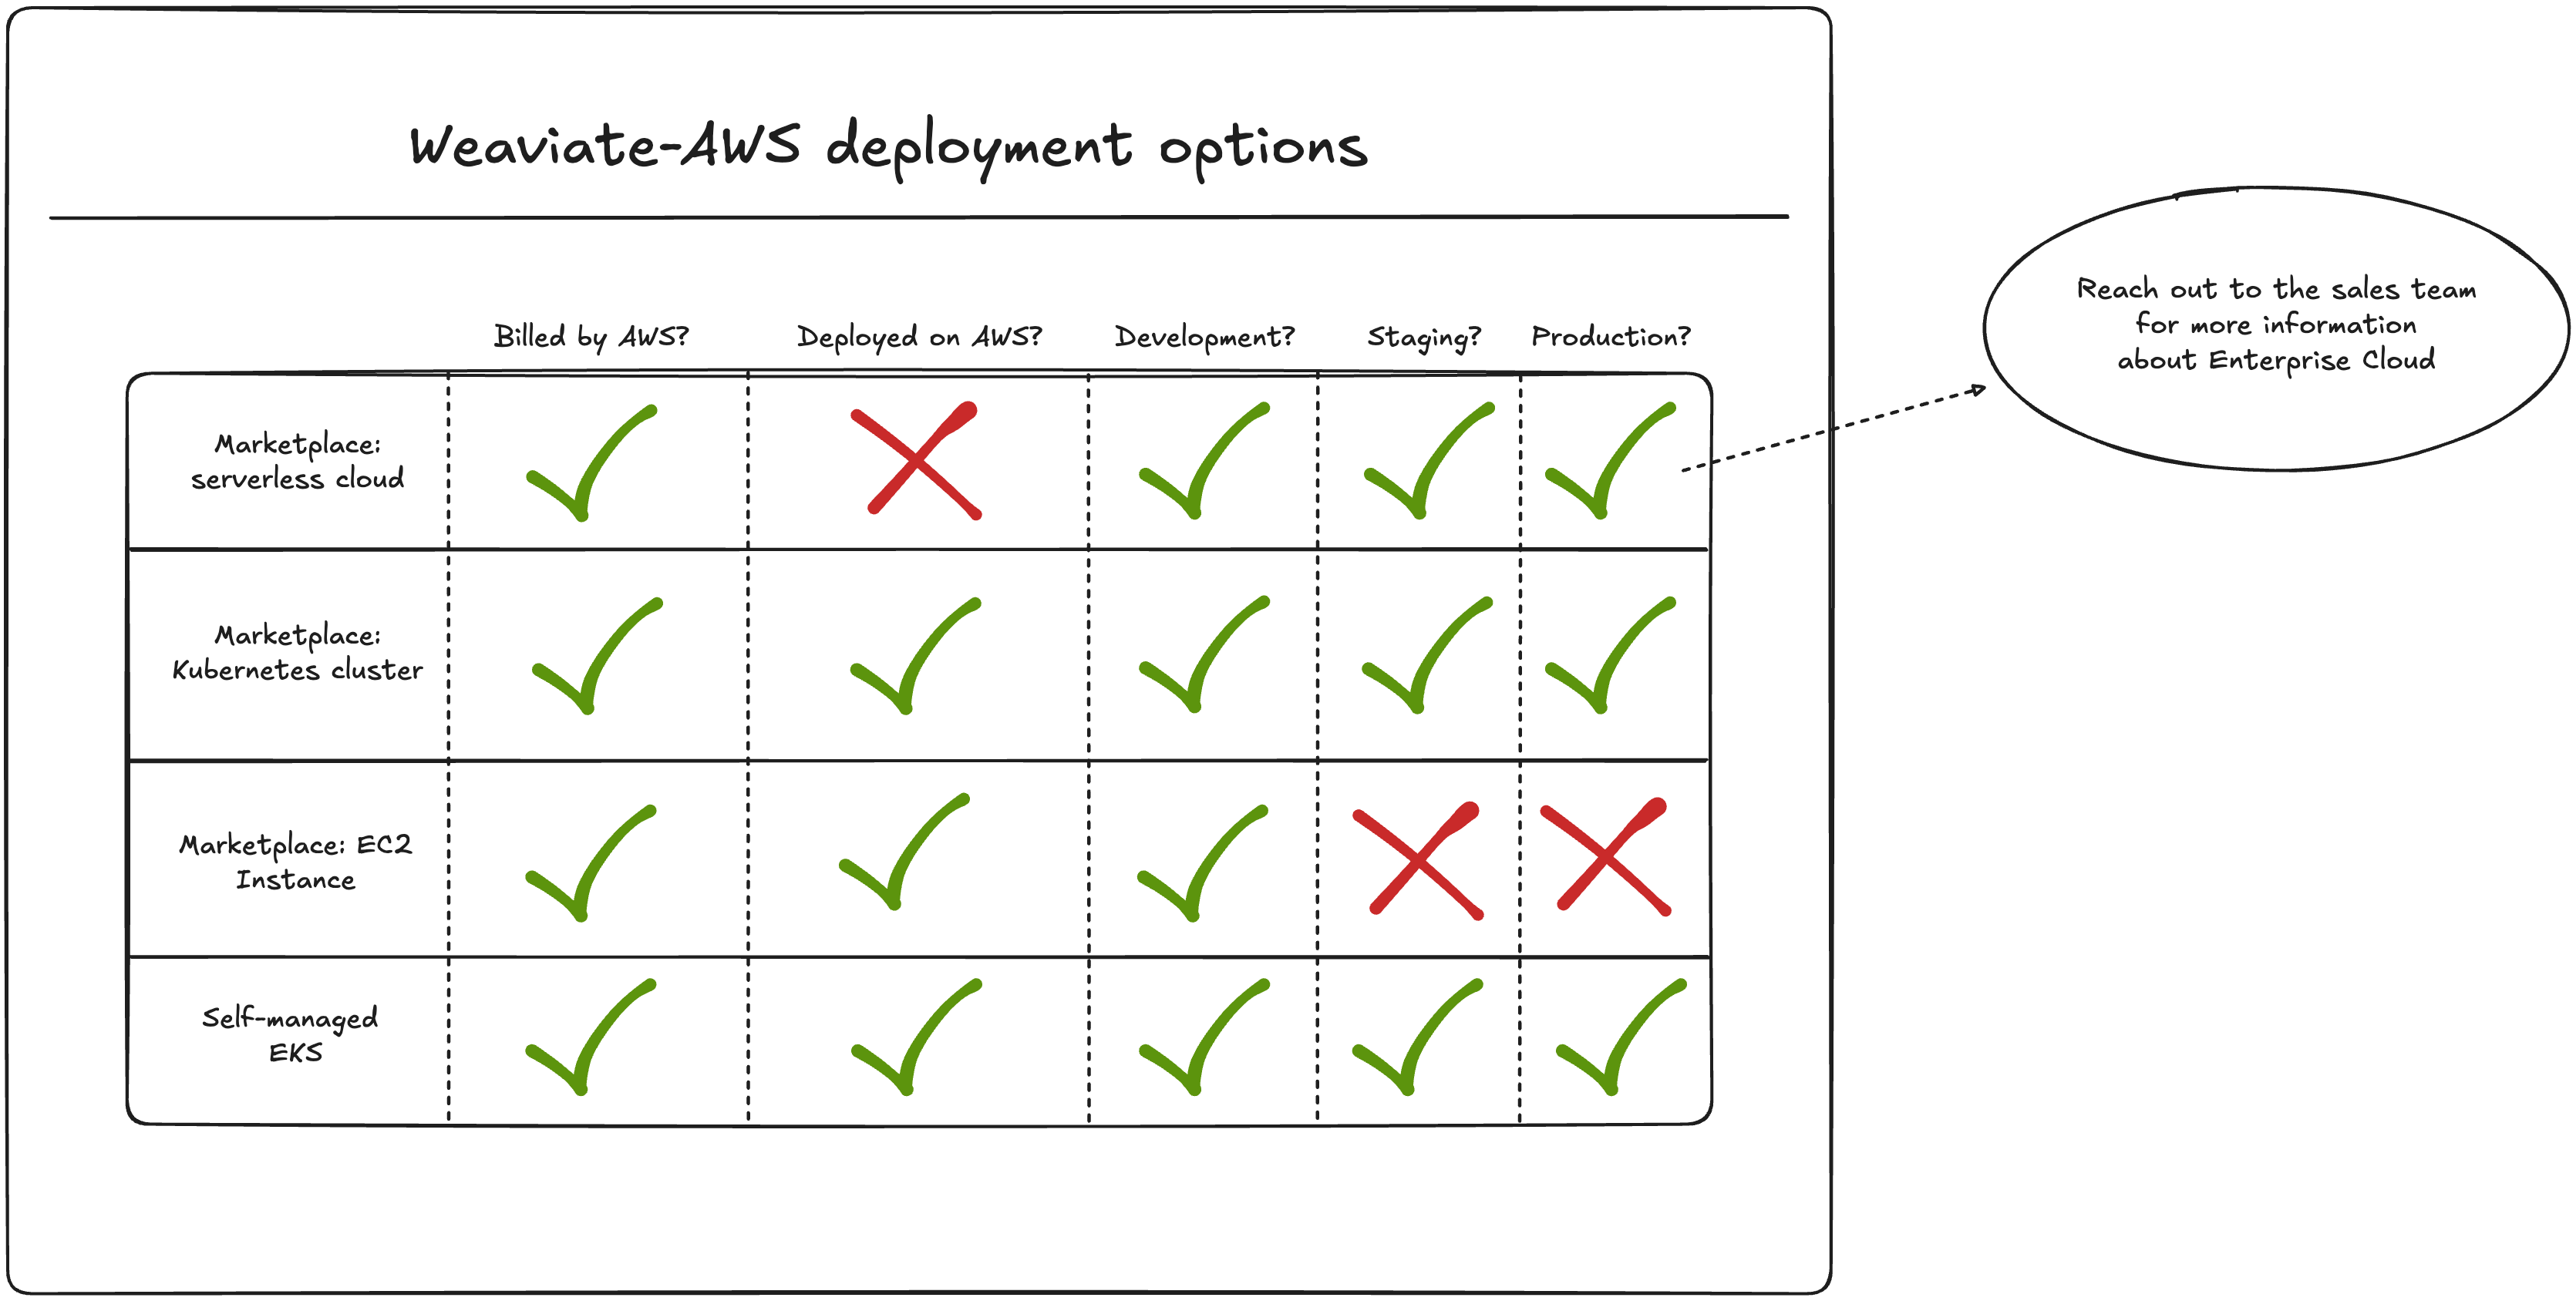 Weaviate-AWS deployment options
Billed by AWS? Deployed on AWS? Development? Staging? Production?
Marketplace:
serverless cloud
Marketplace:
Kubernetes cluster
Marketplace: EC2
Instance
Self-managed
EKS
Reach out to the sales team
for more information
about Enterprise Cloud